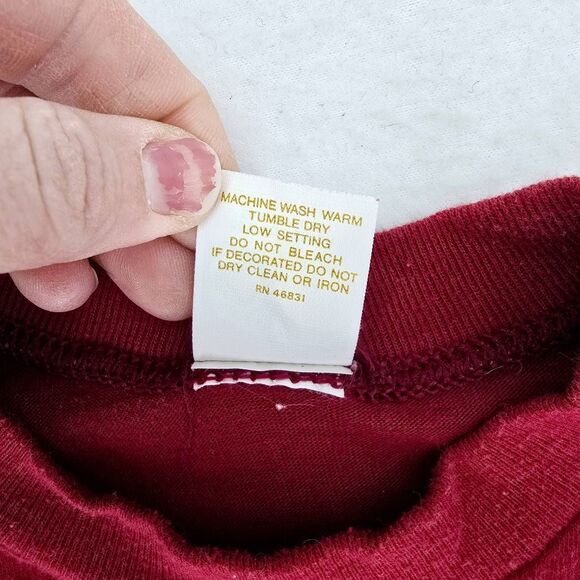 MACHINE WASH WARM
TUMBLE DRY
LOW SETTING
DO NOT BLEACH
IF DECORATED DO NOT
DRY CLEAN OR IRON
RN 46831